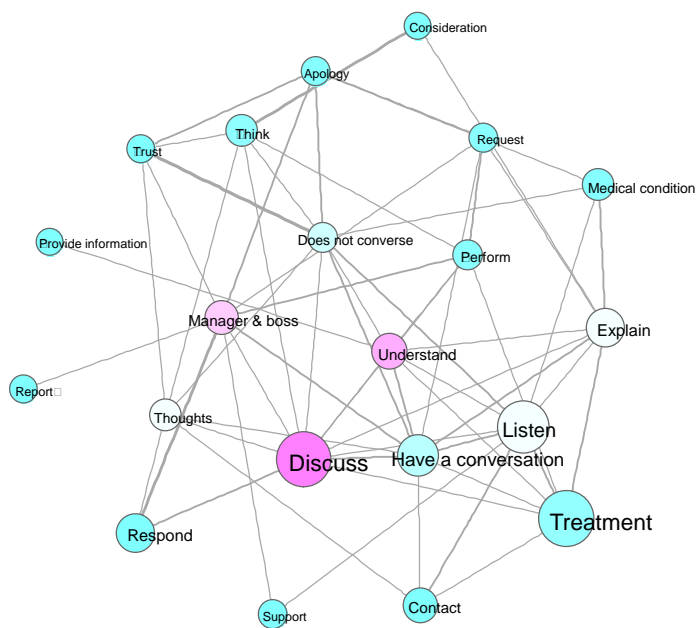 Consideration
Apology
Think
Request
Trust
Medical condition
Does not converse
Provide information
Perform
Manager & boss
Explain
Understand
Report□
Thoughts
Listen
Discuss
Have a conversation
Treatment
Respond
Contact
Support